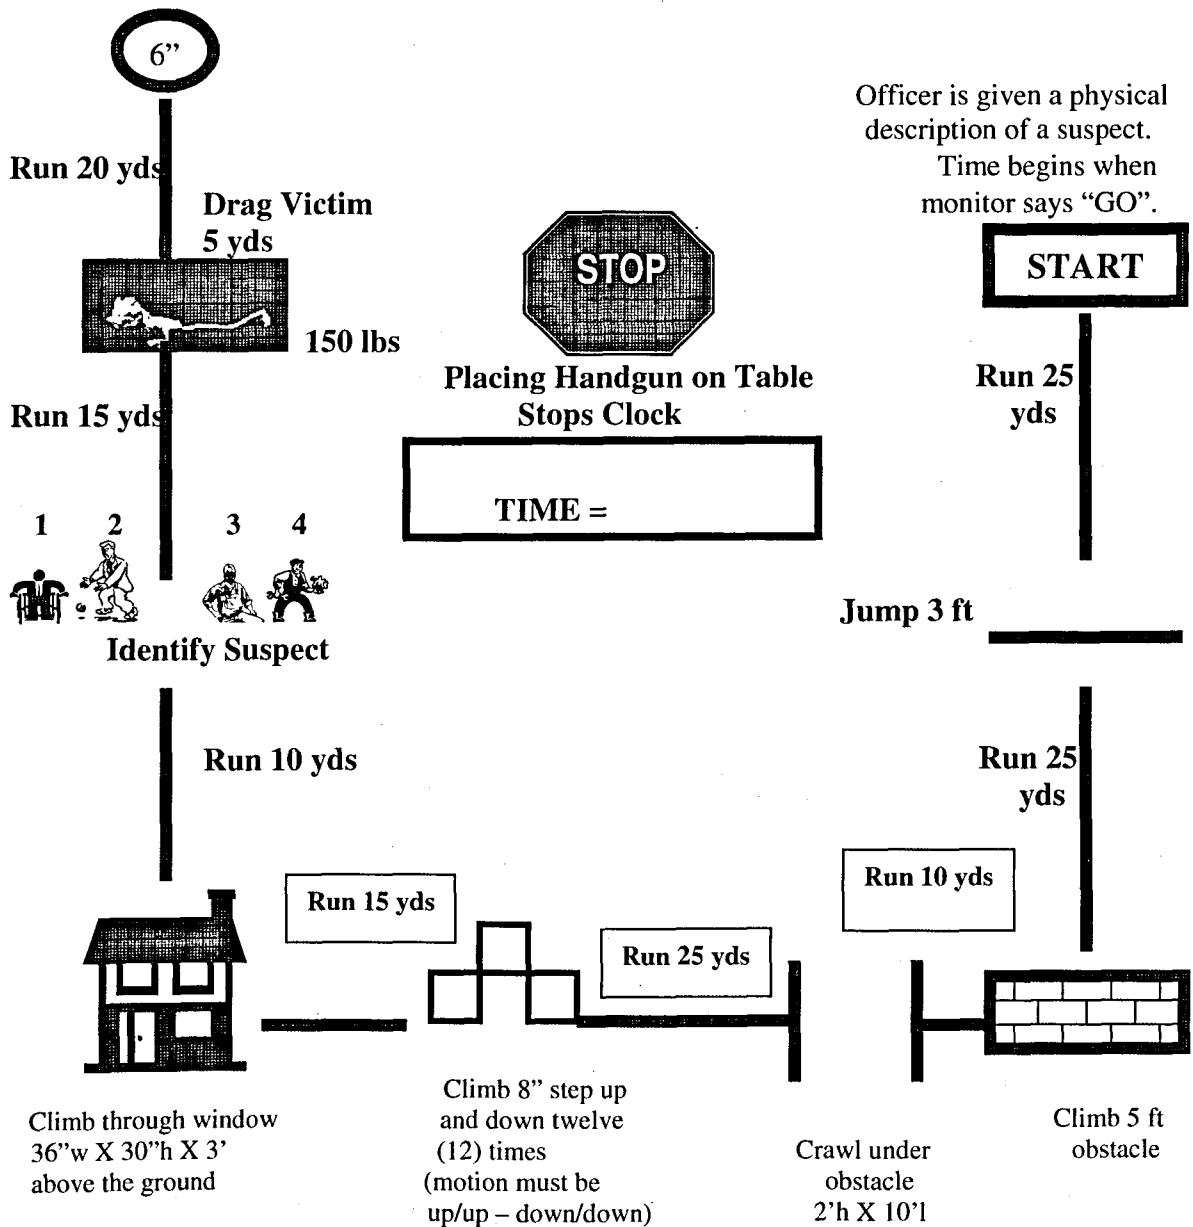 6”
Officer is given a physical
description of a suspect.
Time begins when
monitor says “GO”.
Run 20 yds
Drag Victim
5 yds
STOP
START
150 lbs
Placing Handgun on Table
Stops Clock
Run 25
yds
Run 15 yds
TIME =
1 2 3 4
Identify Suspect
Jump 3 ft
Run 10 yds
Run 25
yds
Run 15 yds
Run 25 yds
Run 10 yds
Climb through window
36”w X 30”h X 3’
above the ground
Climb 8” step up
and down twelve
(12) times
(motion must be
up/up – down/down)
Crawl under
obstacle
2’h X 10’l
Climb 5 ft
obstacle